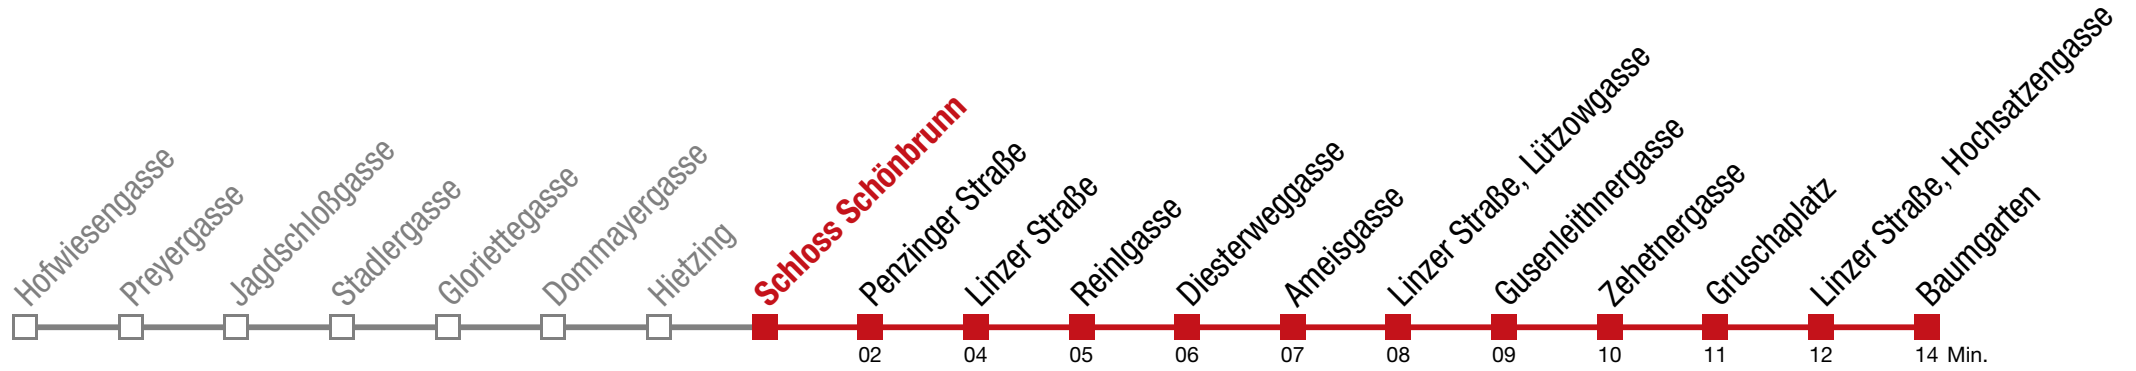 Hofwiesengasse
Preyergasse
Jagdschloßgasse
Stadlergasse
Gloriettegasse
Dommayergasse
Hietzing
Schloss Schönbrunn
Penzinger Straße
Linzer Straße
Reinlgasse
Diesterweggasse
Ameisgasse
Linzer Straße, Lützowgasse
Gusenleithnergasse
Zehetnergasse
Gruschaplatz
Linzer Straße, Hochsatzengasse
Baumgarten
02 04 05 06 07 08 09 10 11 12 14 Min.